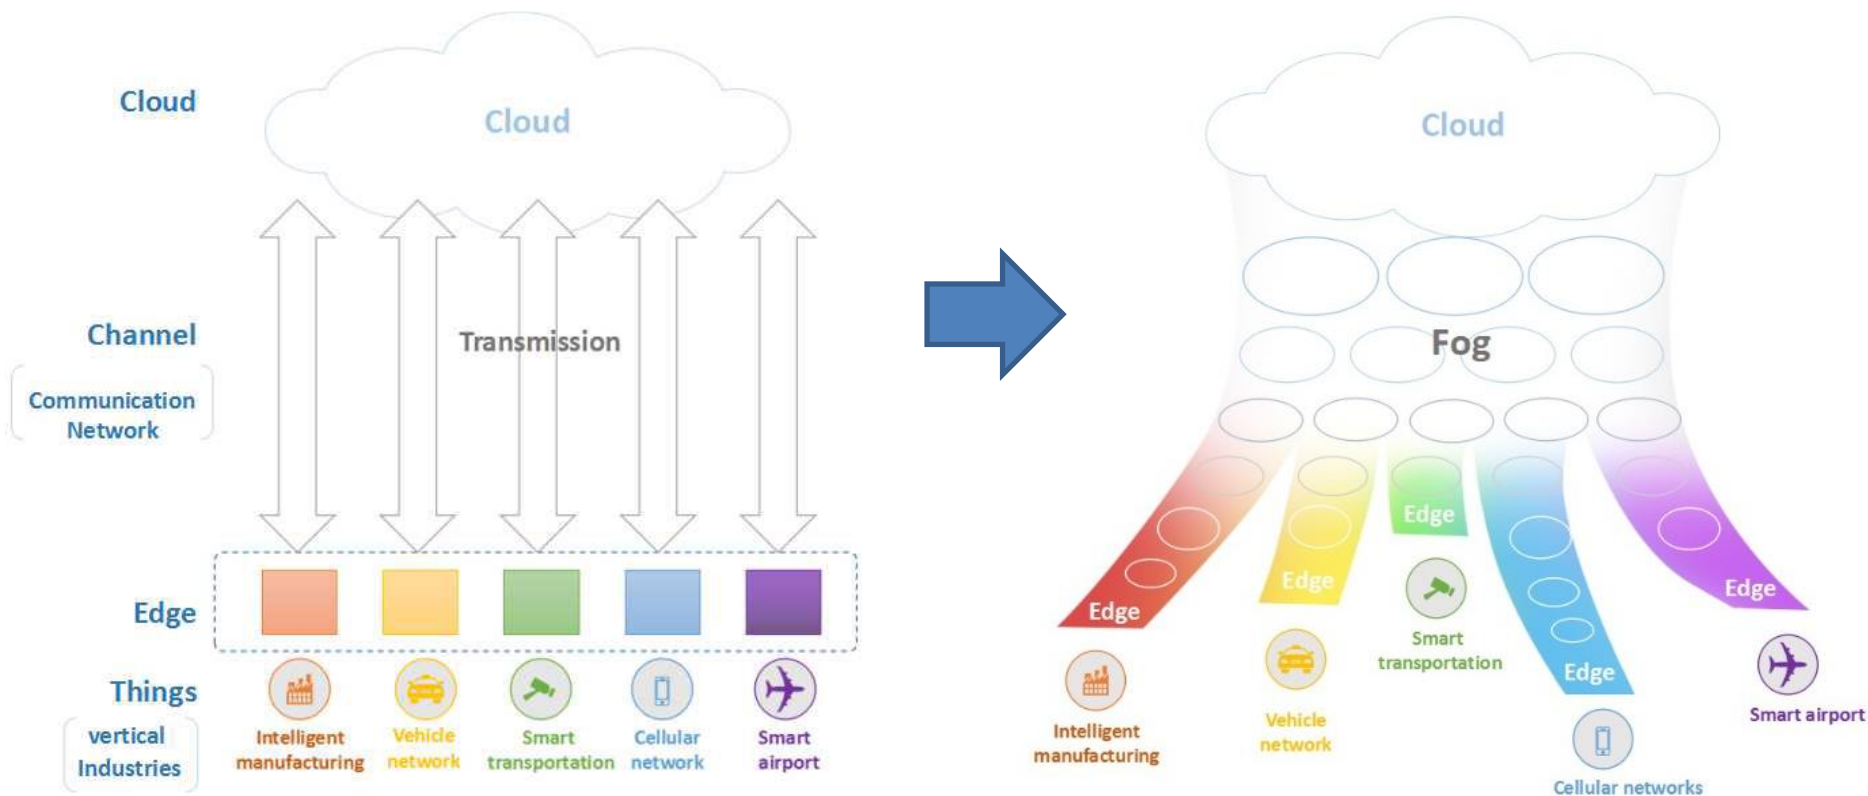 Cloud
Cloud
Channel
Transmission
Communication
Network
Edge
Things
vertical
Industries
Intelligent
manufacturing
Vehicle
network
Smart
transportation
Cellular
network
Smart
airport
Cloud
Fog
Edge
Edge
Edge
Edge
Edge
Intelligent
manufacturing
Vehicle
network
Smart
transportation
Cellular networks
Smart airport